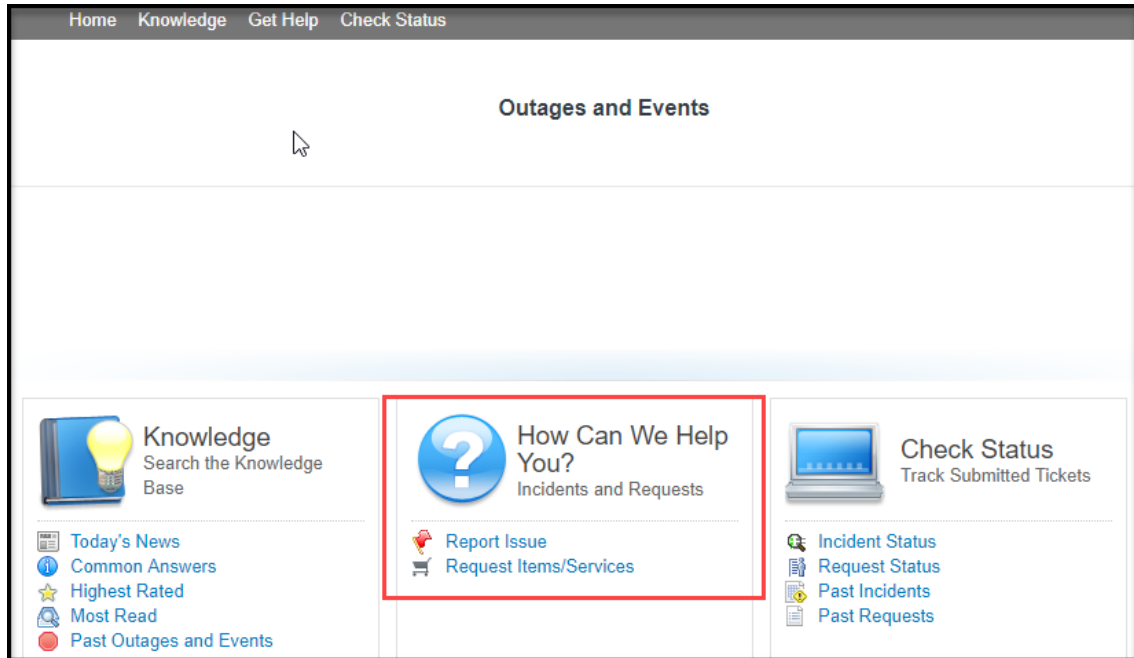 Home Knowledge Get Help Check Status
Outages and Events
Knowledge
Search the Knowledge
Base
Today's News
Common Answers
Highest Rated
Most Read
Past Outages and Events
How Can We Help
You?
Incidents and Requests
Report Issue
Request Items/Services
Check Status
Track Submitted Tickets
Incident Status
Request Status
Past Incidents
Past Requests